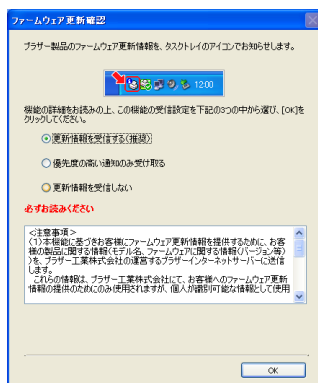 ファームウェア更新確認
ブラザー製品のファームウェア更新情報を、タスクトレイのアイコンでお知らせします。
12:00
機能の詳細をお読みの上、この機能の受信設定を下記の3つの中から選び、[OK]を
クリックしてください。
更新情報を受信する(推奨)
優先度の高い通知のみ受け取る
更新情報を受信しない
必ずお読みください
<注意事項>
(1)本機能に基づきお客様にファームウェア更新情報を提供するために、お客
様の製品に関する情報(モデル名、ファームウェアに関する情報(バージョン等)
)を、ブラザー工業株式会社の運営するブラザーインターネットサーバーに送信
します。
これらの情報は、ブラザー工業株式会社にて、お客様へのファームウェア更新
情報の提供のためにのみ使用されますが、個人が識別可能な情報として使用
OK